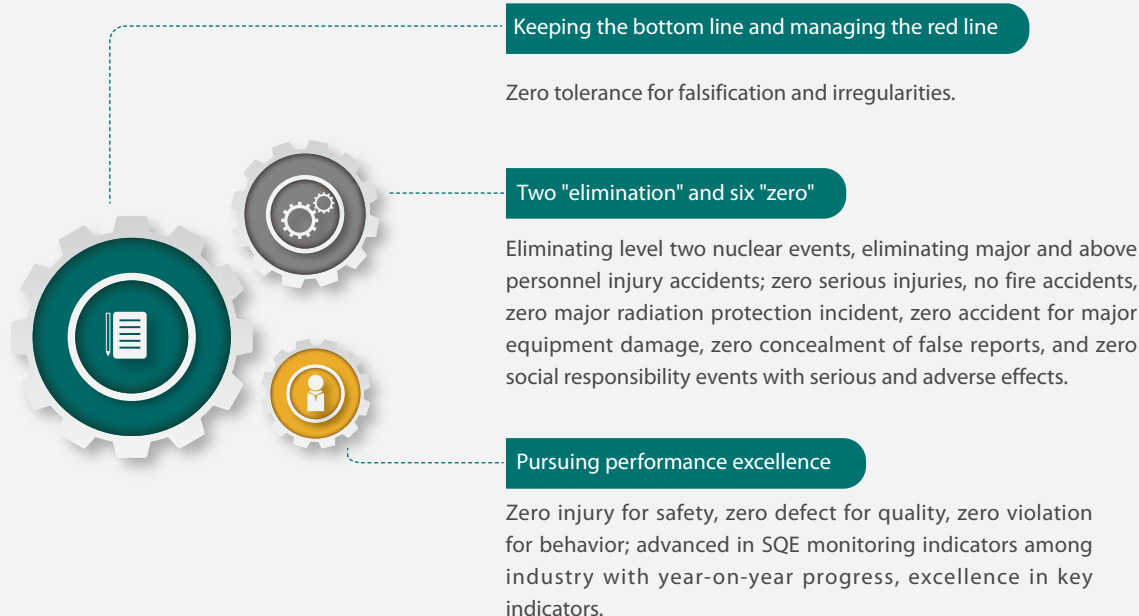 Keeping the bottom line and managing the red line
Zero tolerance for falsification and irregularities.
Two "elimination" and six "zero"
Eliminating level two nuclear events, eliminating major and above
personnel injury accidents; zero serious injuries, no fire accidents,
zero major radiation protection incident, zero accident for major
equipment damage, zero concealment of false reports, and zero
social responsibility events with serious and adverse effects.
Pursuing performance excellence
Zero injury for safety, zero defect for quality, zero violation
for behavior; advanced in SQE monitoring indicators among
industry with year-on-year progress, excellence in key
indicators.